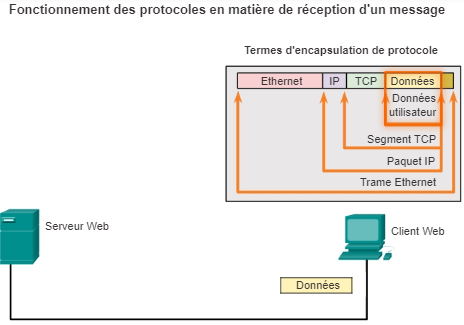 Fonctionnement des protocoles en matière de réception d'un message
Termes d'encapsulation de protocole
Ethernet IP TCP Données
Données
utilisateur
Segment TCP
Paquet IP
Trame Ethernet
Serveur Web
Client Web
Données